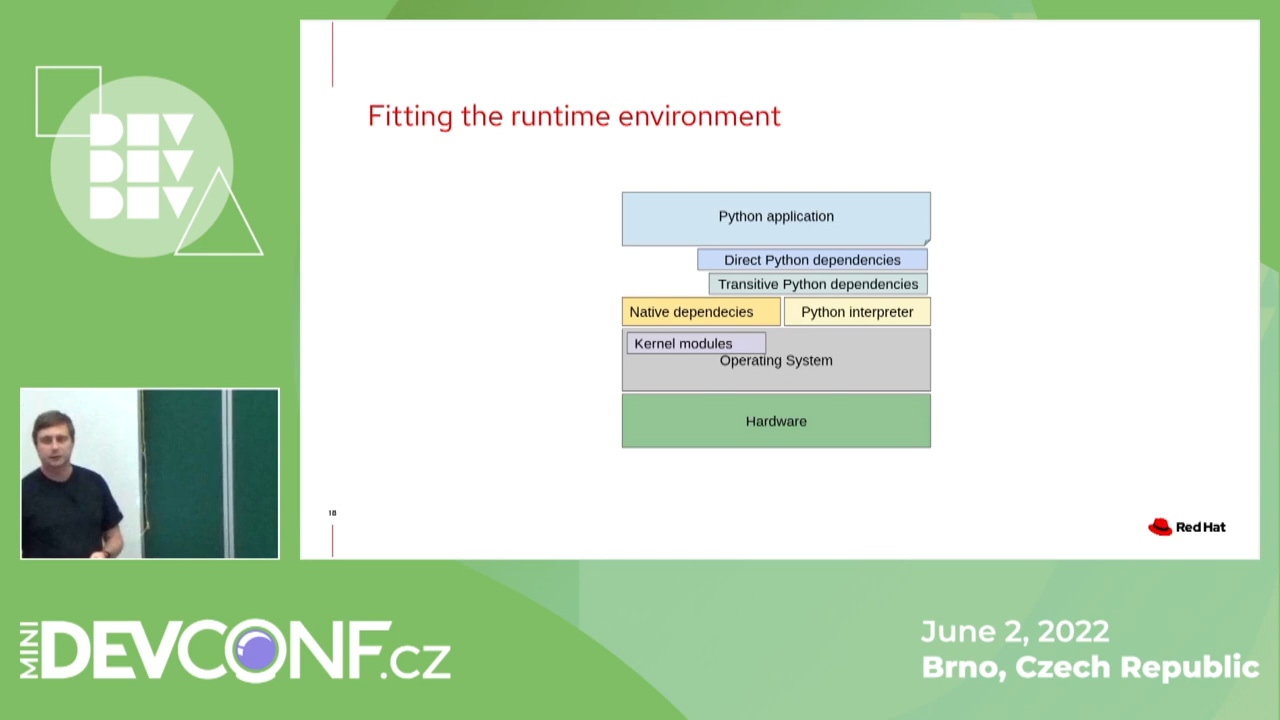 DEV
DEV
DEV
Fitting the runtime environment
Python application
Direct Python dependencies
Transitive Python dependencies
Native dependecies
Python interpreter
Kernel modules
Operating System
Hardware
18
Red Hat
MINI
DEVCONF.cz
June 2, 2022
Brno, Czech Republic